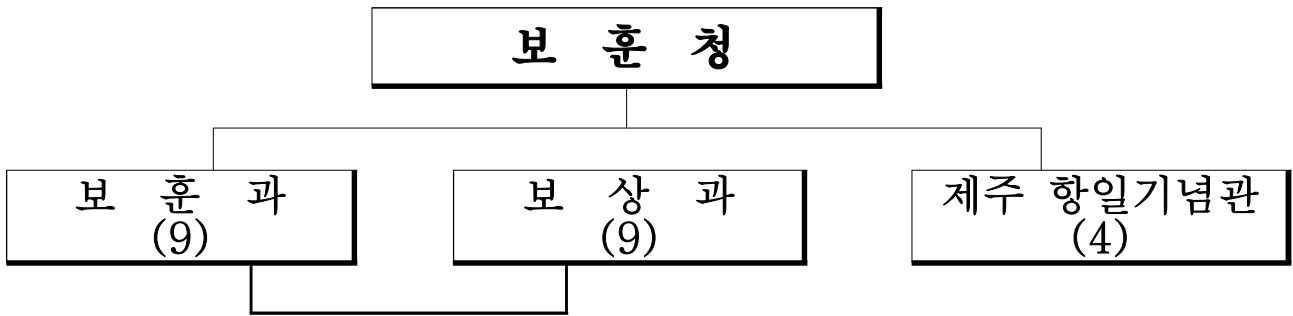 보 훈 청
보 훈 과
(9)
보 상 과
(9)
제주 항일기념관
(4)